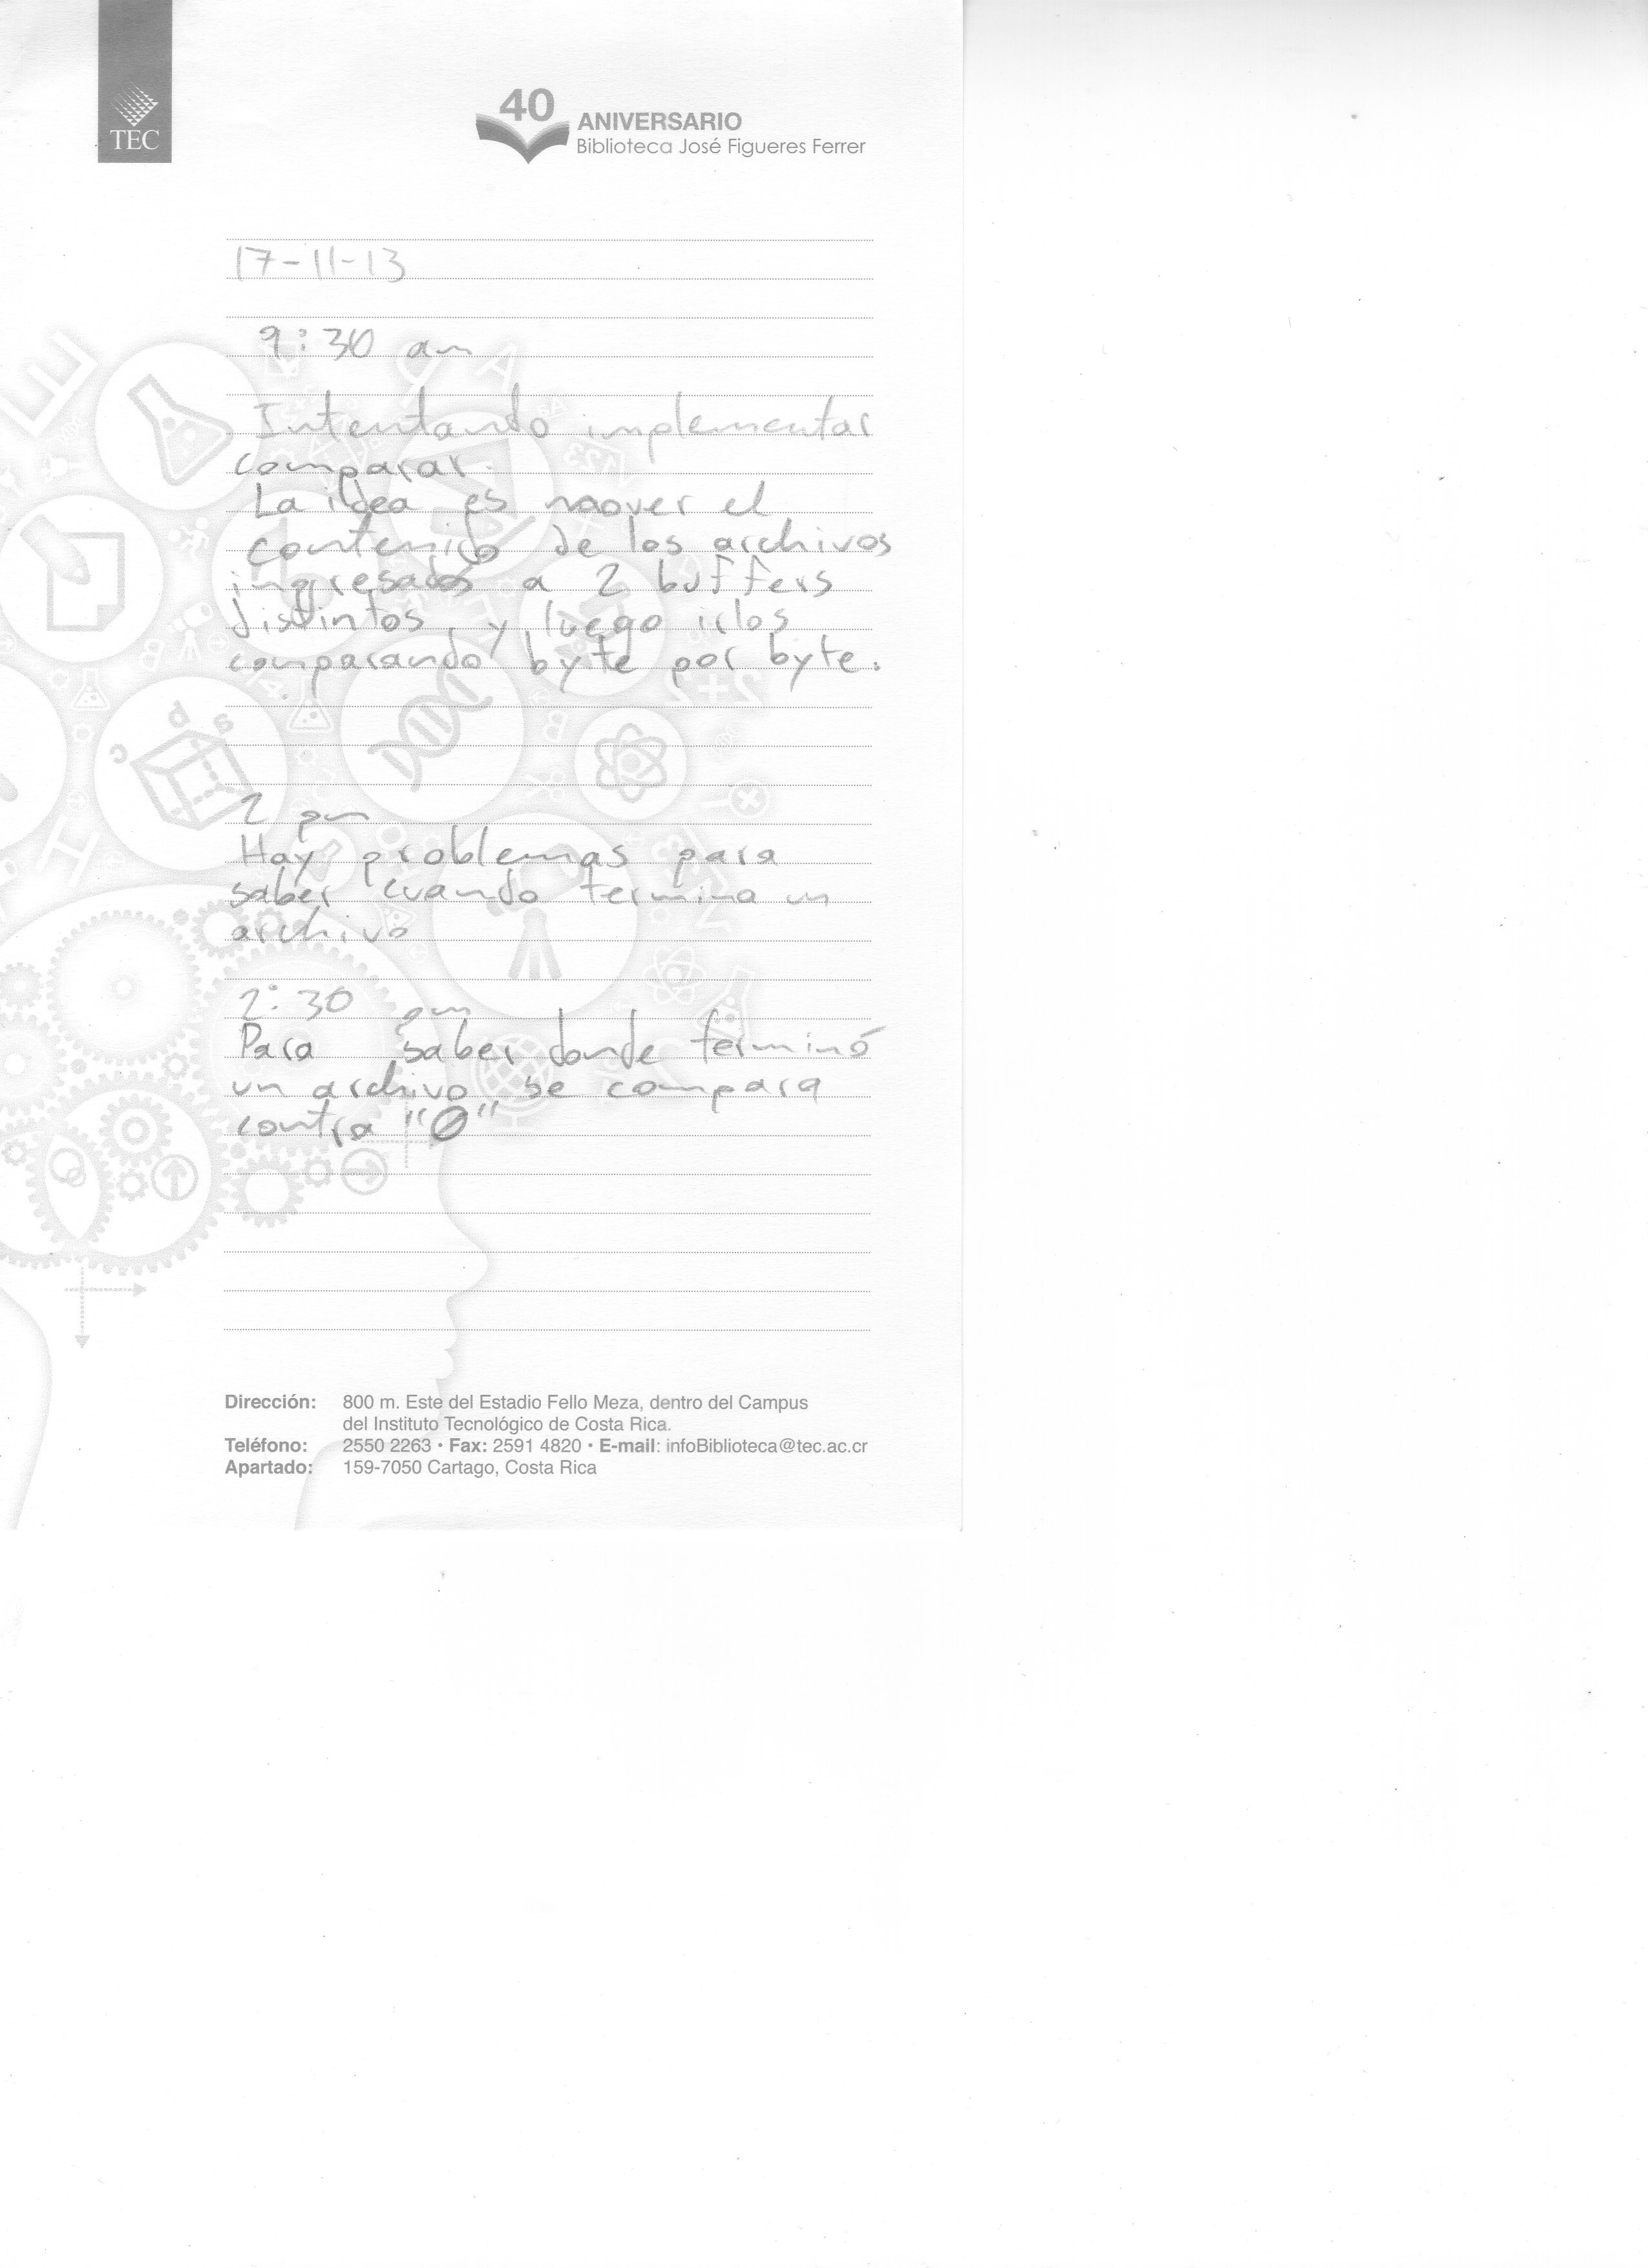 TEC
40
ANIVERSARIO
Biblioteca José Figueres Ferrer
17-11-13
9:30 am
Intentando implementar
comparar.
La idea es mover el
contenido de los archivos
ingresados a 2 buffers
distintos, y luego irlos
comparando byte por byte.
2 pm
Hay problemas para
saber cuando termina un
archivo
2:30 pm
Para saber donde terminó
un archivo se compara
contra "0"
Dirección: 800 m. Este del Estadio Fello Meza, dentro del Campus
del Instituto Tecnológico de Costa Rica.
Teléfono: 2550 2263 • Fax: 2591 4820 • E-mail: infoBiblioteca@tec.ac.cr
Apartado: 159-7050 Cartago, Costa Rica